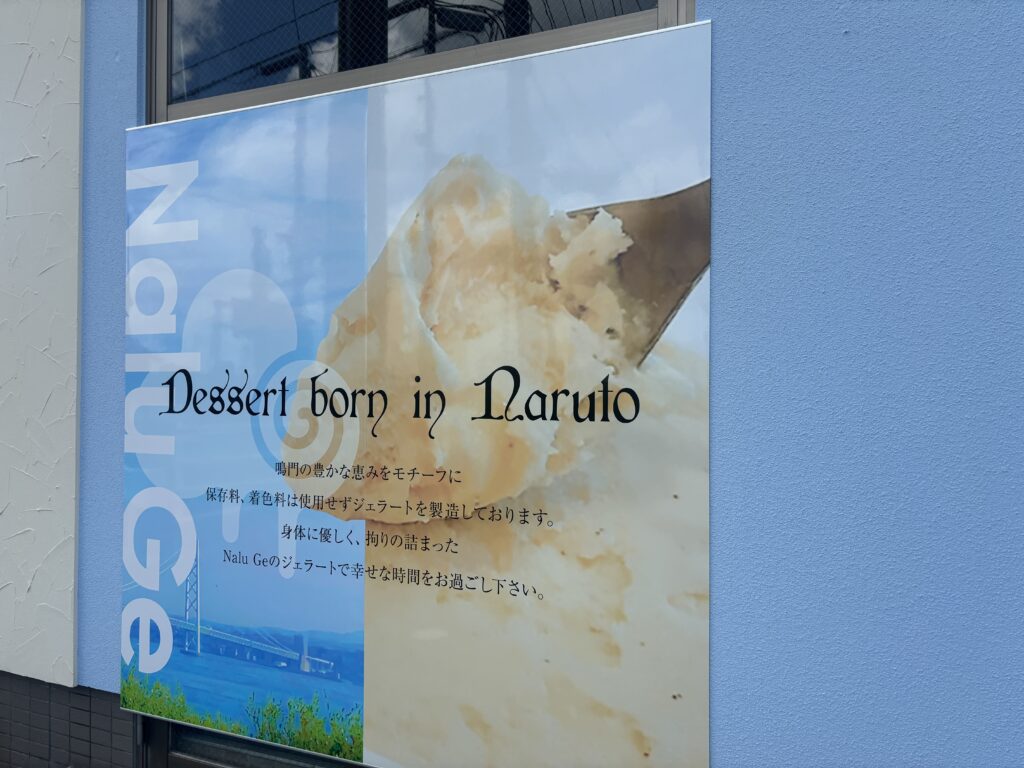 Nalu Ge
Dessert born in Naruto
鳴門の豊かな恵みをモチーフに
保存料、着色料は使用せずジェラートを製造しております。
身体に優しく、拘りの詰まった
Nalu Geのジェラートで幸せな時間をお過ごし下さい。